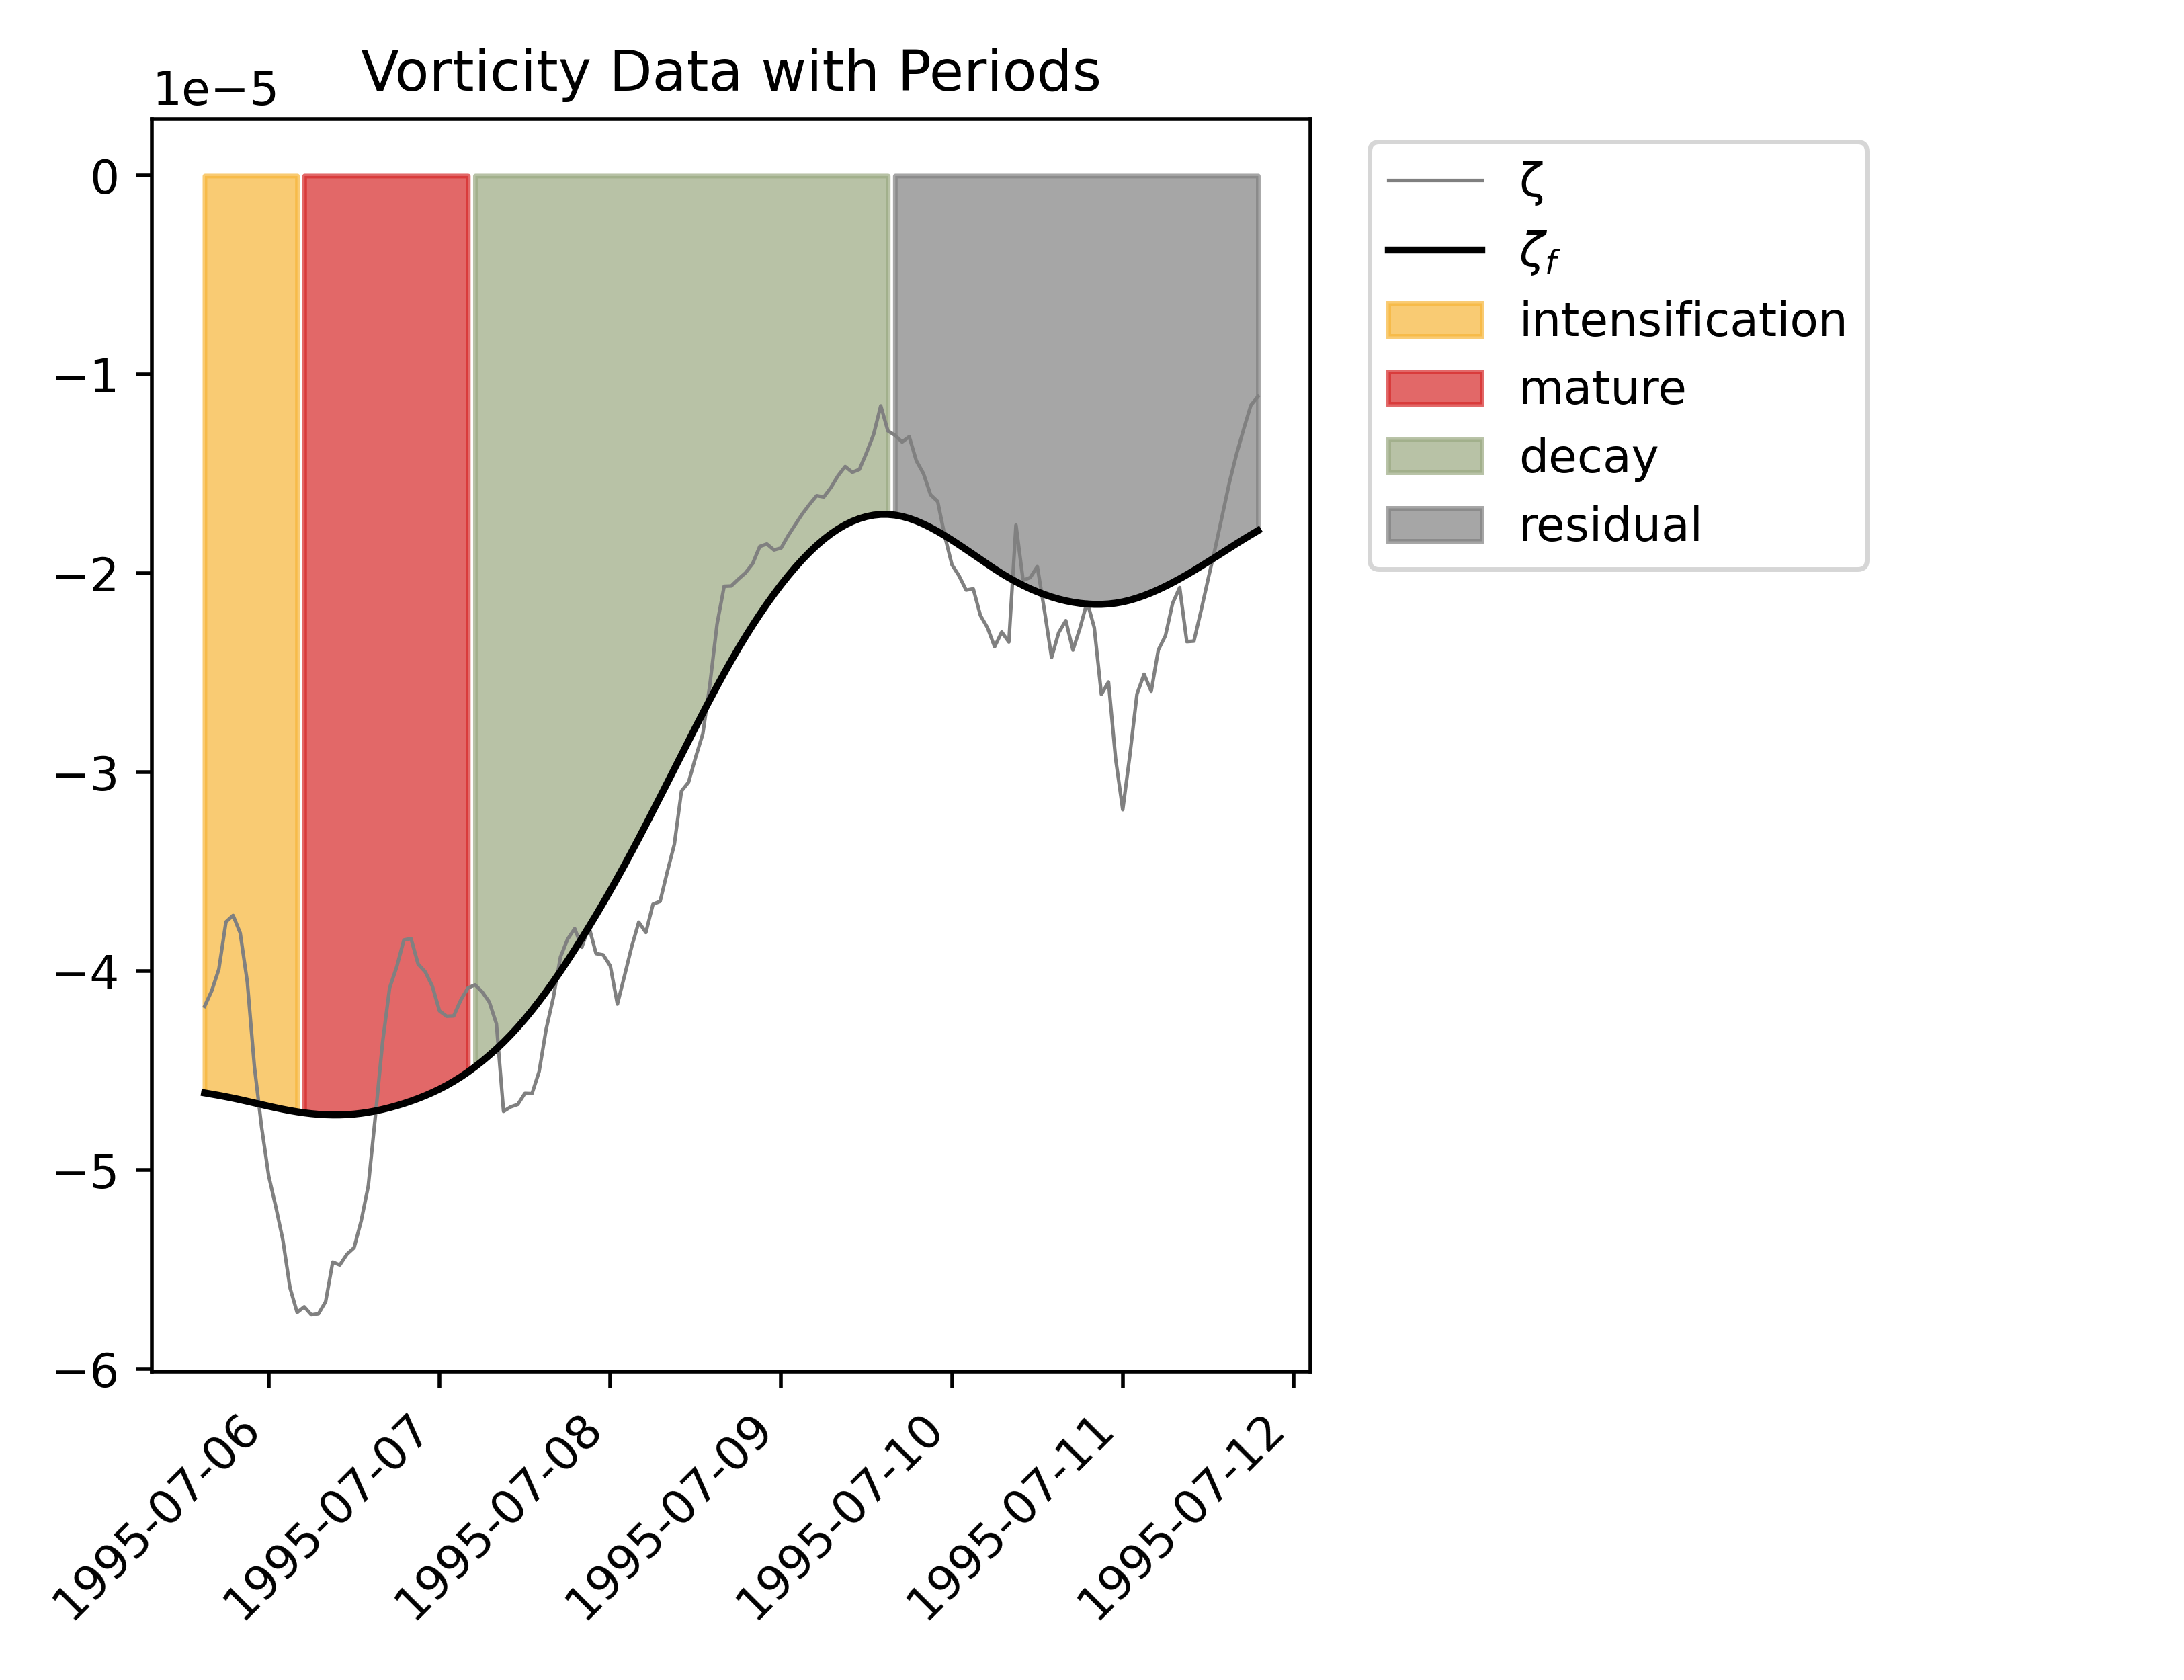 Vorticity Data with Periods
1e−5
0
−1
−2
−3
−4
−5
−6
1995-07-06
1995-07-07
1995-07-08
1995-07-09
1995-07-10
1995-07-11
1995-07-12
ζ
ζf
intensification
mature
decay
residual